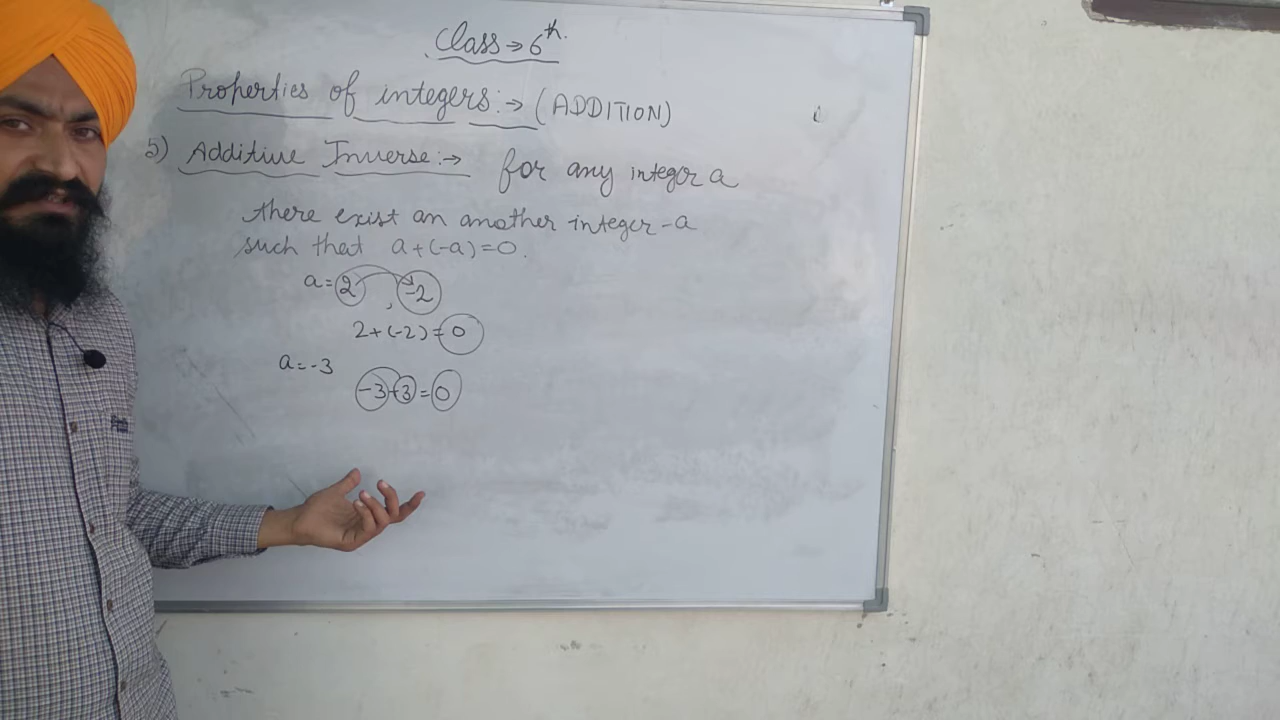 Class → 6th.
Properties of integers :→ (ADDITION)
5) Additive Inverse :→ for any integer a
there exist an another integer -a
such that a + (-a) = 0.
a = 2 , -2
2 + (-2) = 0
a = -3
-3 + 3 = 0